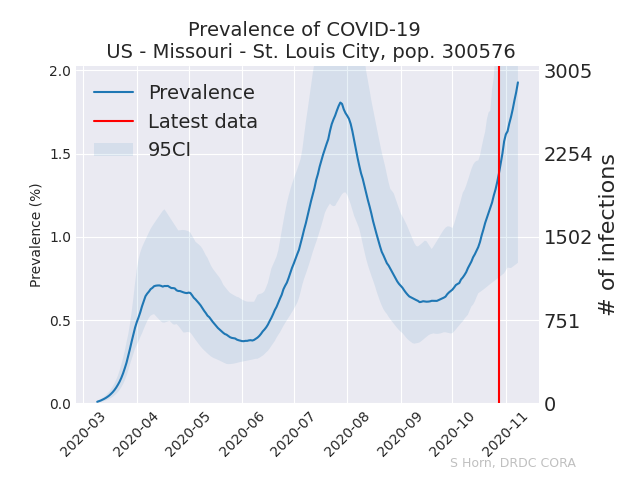 Prevalence of COVID-19
US - Missouri - St. Louis City, pop. 300576
Prevalence
Latest data
95CI
2.0
1.5
1.0
0.5
0.0
Prevalence (%)
3005
2254
1502
751
0
# of infections
2020-03
2020-04
2020-05
2020-06
2020-07
2020-08
2020-09
2020-10
2020-11
S Horn, DRDC CORA